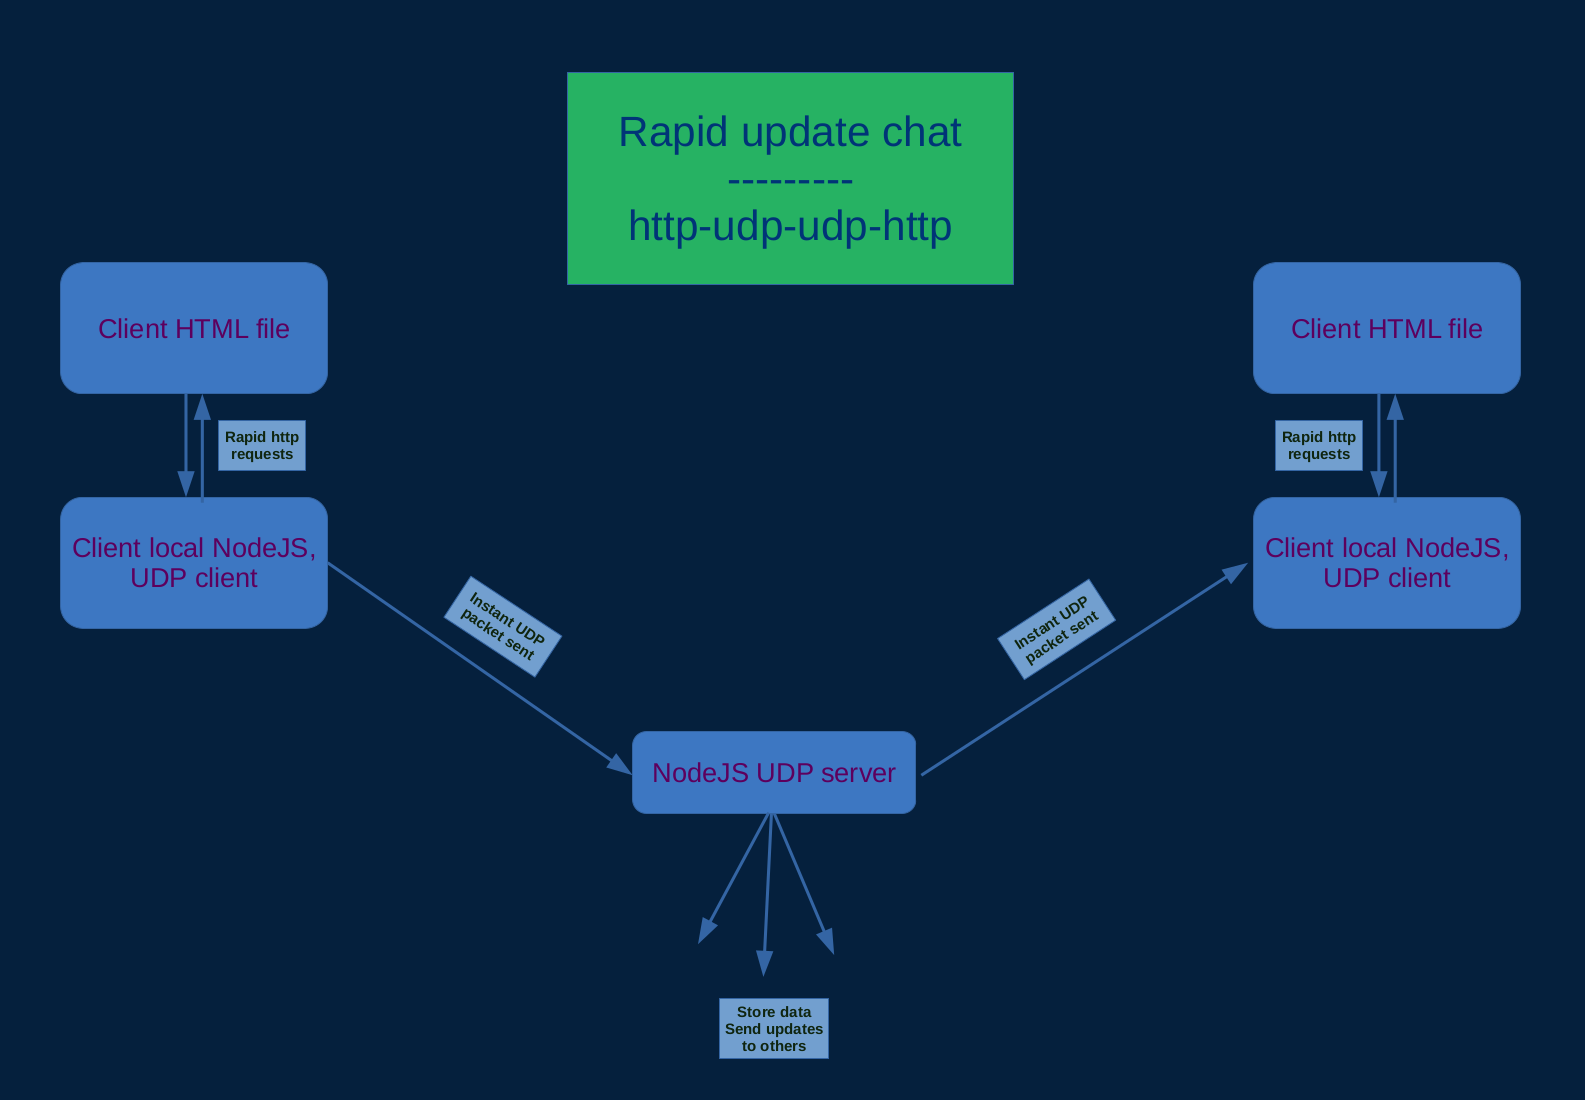 Rapid update chat
---------
http-udp-udp-http
Client HTML file
Client HTML file
Rapid http
requests
Rapid http
requests
Client local NodeJS,
UDP client
Client local NodeJS,
UDP client
Instant UDP
packet sent
Instant UDP
packet sent
NodeJS UDP server
Store data
Send updates
to others